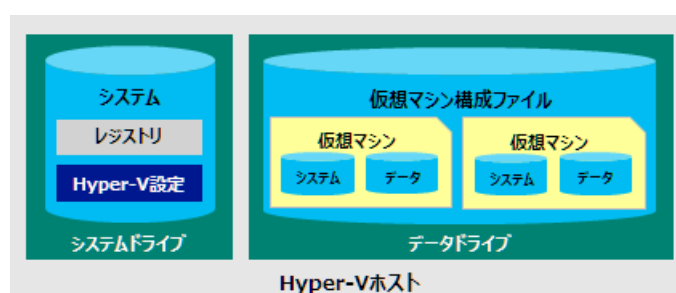 システム
レジストリ
Hyper-V設定
システムドライブ
仮想マシン構成ファイル
仮想マシン
システム
データ
仮想マシン
システム
データ
データドライブ
Hyper-Vホスト